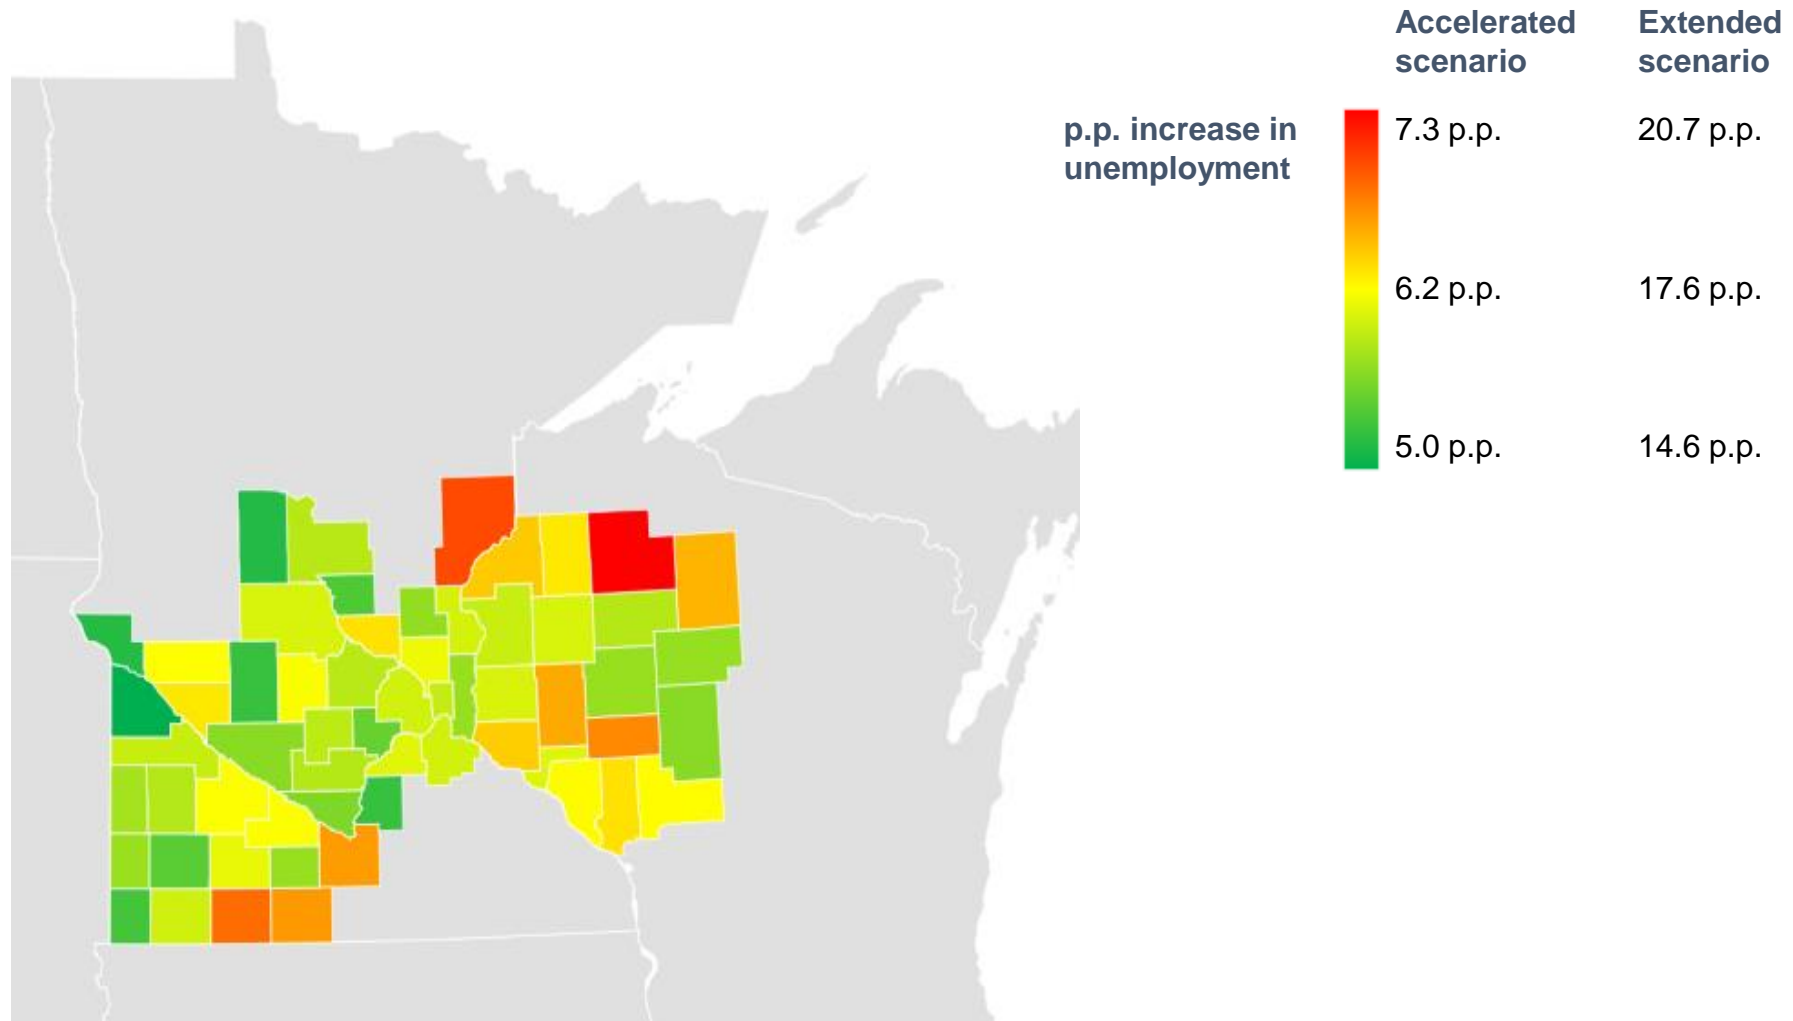 Accelerated scenario
Extended scenario
p.p. increase in unemployment
7.3 p.p.
20.7 p.p.
6.2 p.p.
17.6 p.p.
5.0 p.p.
14.6 p.p.